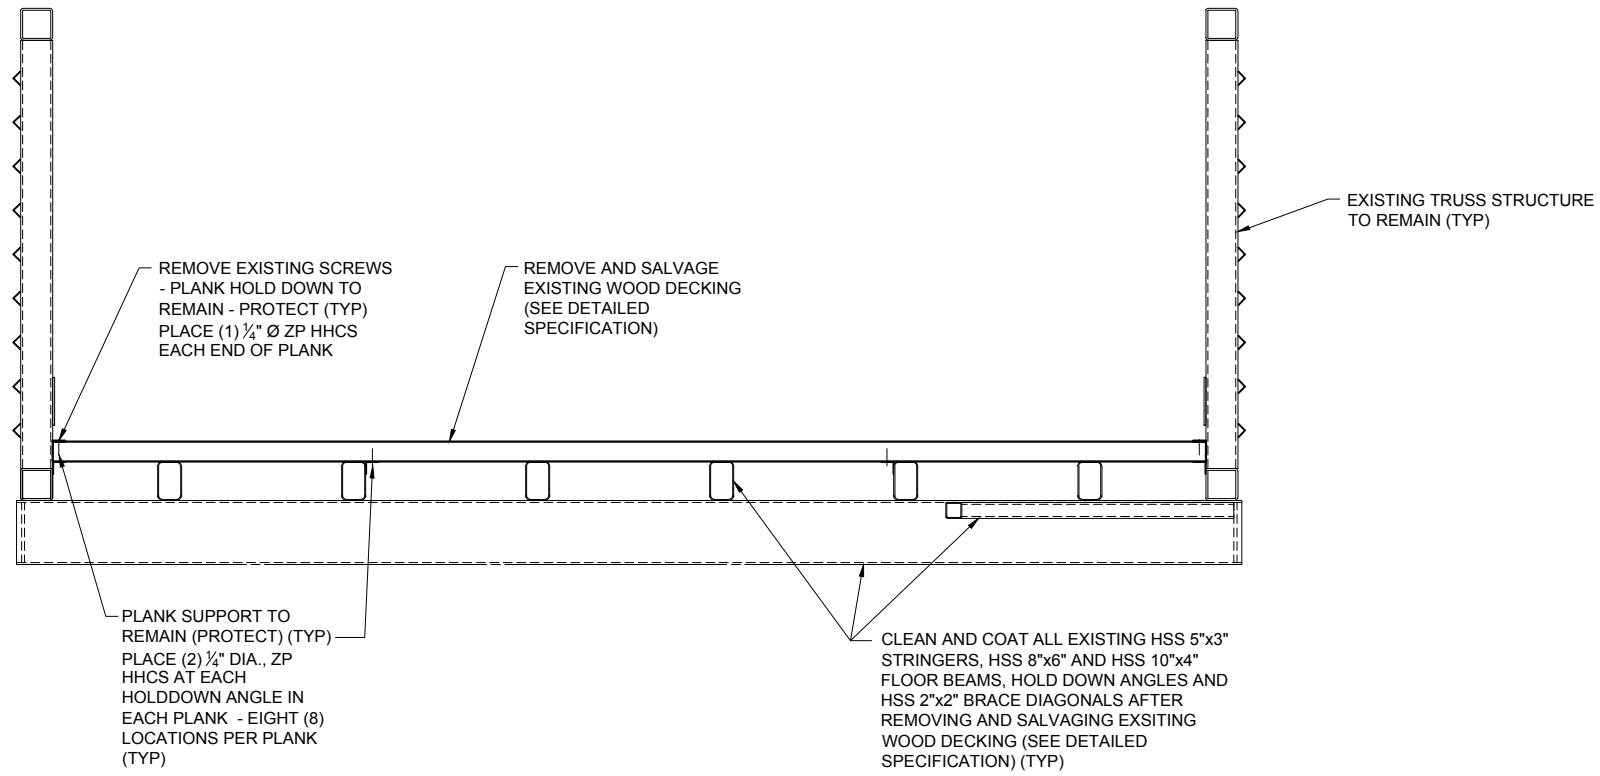 EXISTING TRUSS STRUCTURE
TO REMAIN (TYP)
REMOVE EXISTING SCREWS
- PLANK HOLD DOWN TO
REMAIN - PROTECT (TYP)
PLACE (1) ¼" Ø ZP HHCS
EACH END OF PLANK
REMOVE AND SALVAGE
EXISTING WOOD DECKING
(SEE DETAILED
SPECIFICATION)
PLANK SUPPORT TO
REMAIN (PROTECT) (TYP)
PLACE (2) ¼" DIA., ZP
HHCS AT EACH
HOLDDOWN ANGLE IN
EACH PLANK - EIGHT (8)
LOCATIONS PER PLANK
(TYP)
CLEAN AND COAT ALL EXISTING HSS 5"x3"
STRINGERS, HSS 8"x6" AND HSS 10"x4"
FLOOR BEAMS, HOLD DOWN ANGLES AND
HSS 2"x2" BRACE DIAGONALS AFTER
REMOVING AND SALVAGING EXSITING
WOOD DECKING (SEE DETAILED
SPECIFICATION) (TYP)